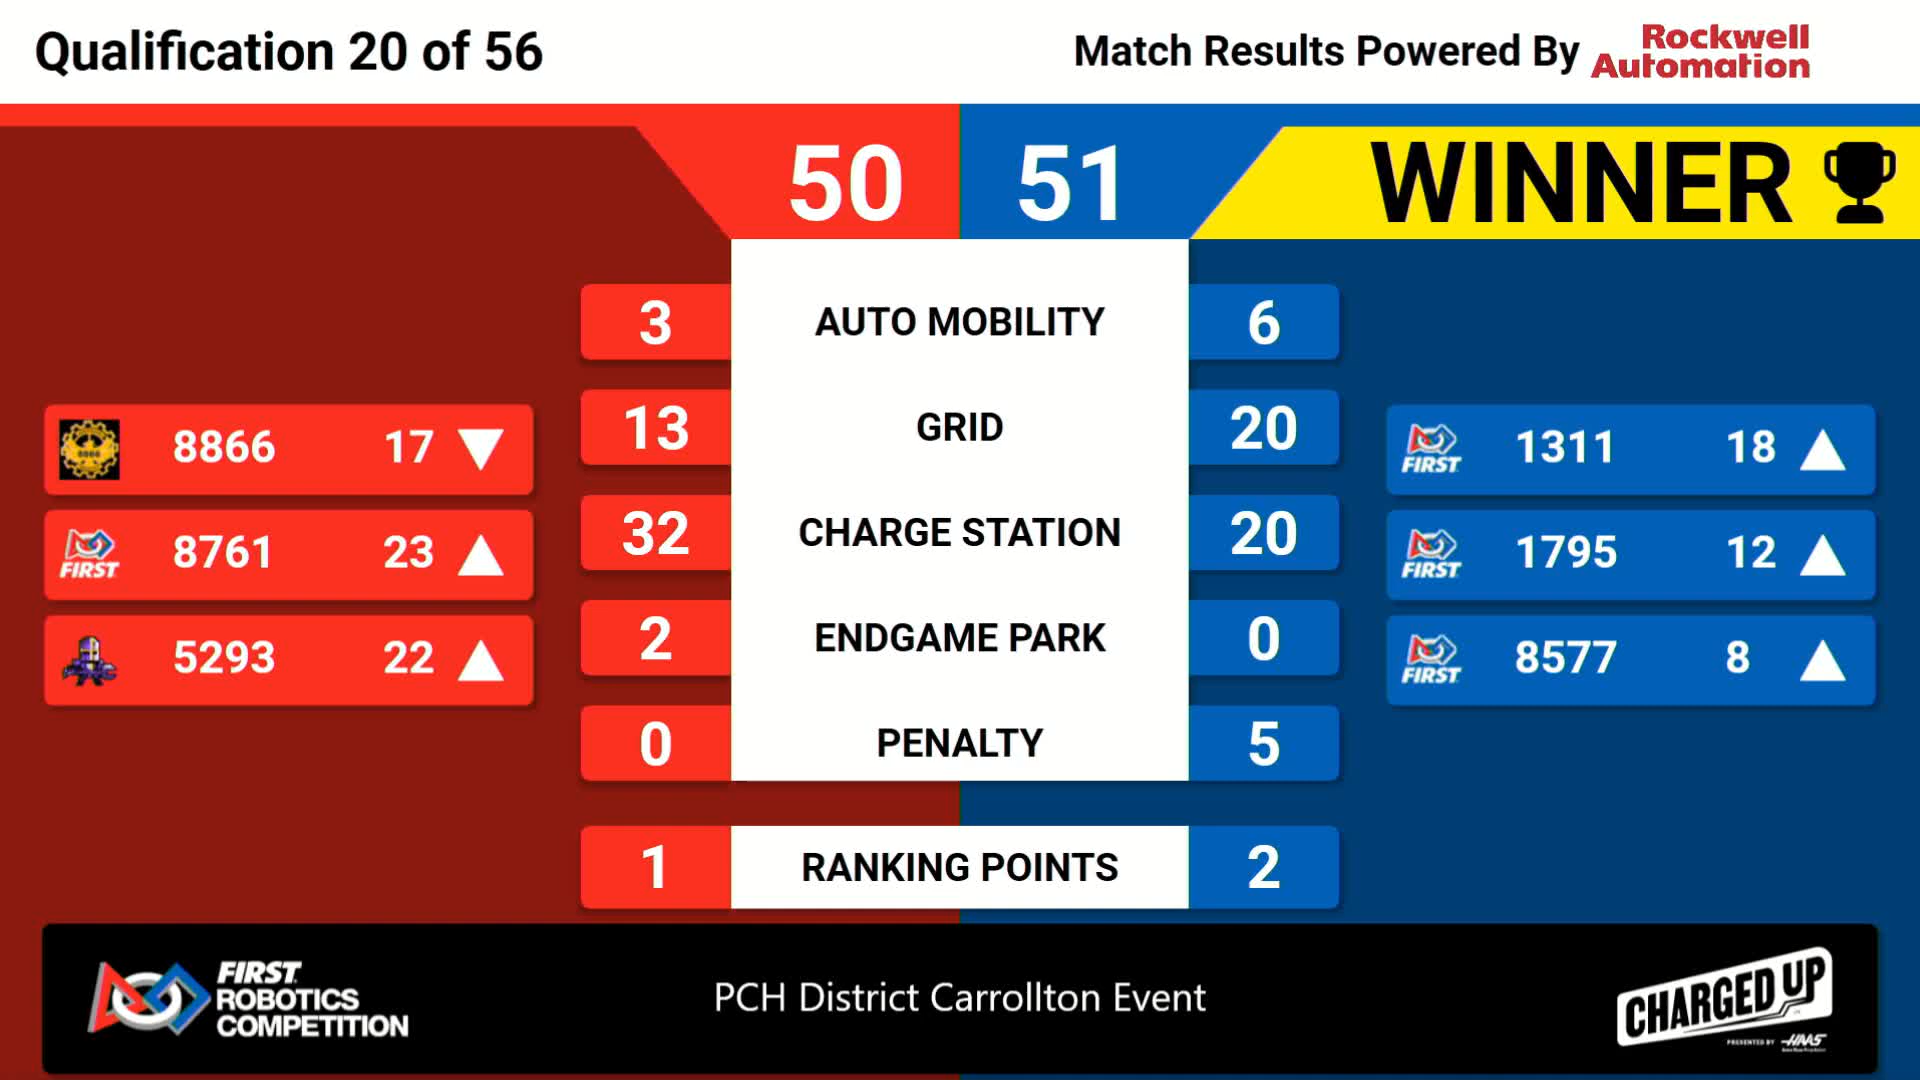 Qualification 20 of 56
Match Results Powered By Rockwell Automation
50 51 WINNER
3 AUTO MOBILITY 6
13 GRID 20
32 CHARGE STATION 20
2 ENDGAME PARK 0
0 PENALTY 5
1 RANKING POINTS 2
8866 17
FIRST 8761 23
5293 22
FIRST 1311 18
FIRST 1795 12
FIRST 8577 8
FIRST
ROBOTICS
COMPETITION
PCH District Carrollton Event
CHARGED UP
PRESENTED BY HAAS